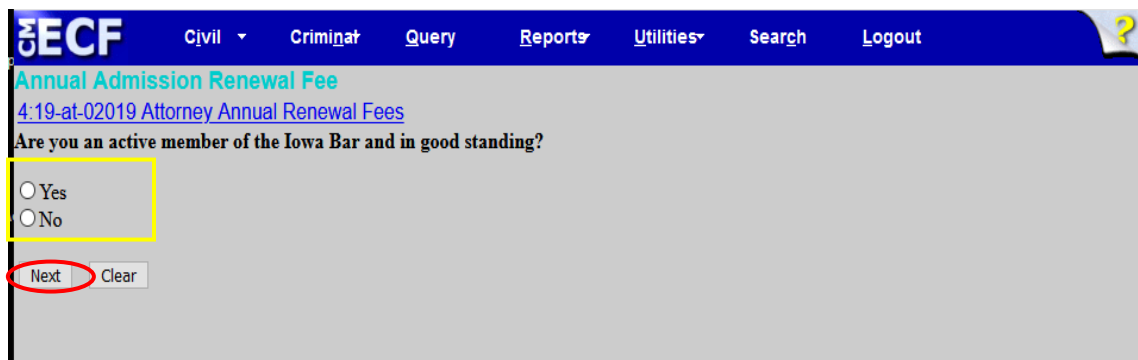 CM ECF Civil Criminal Query Reports Utilities Search Logout ?
Annual Admission Renewal Fee
4:19-at-02019 Attorney Annual Renewal Fees
Are you an active member of the Iowa Bar and in good standing?
Yes
No
Next Clear